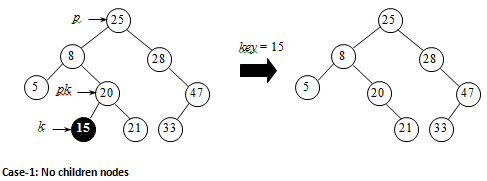 p 25 25
8 28 key = 15 8 28
5 pk 20 47 5 20 47
k 15 21 33 21 33
Case-1: No children nodes